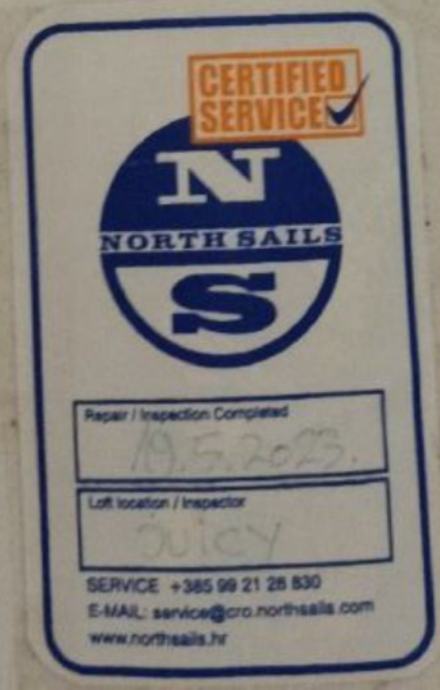 CERTIFIED
SERVICE
N
NORTH SAILS
S
Repair / Inspection Completed
19.5.2023.
Loft location / Inspector
JUICY
SERVICE +385 99 21 28 830
E-MAIL: service@cro.northsails.com
www.northsails.hr